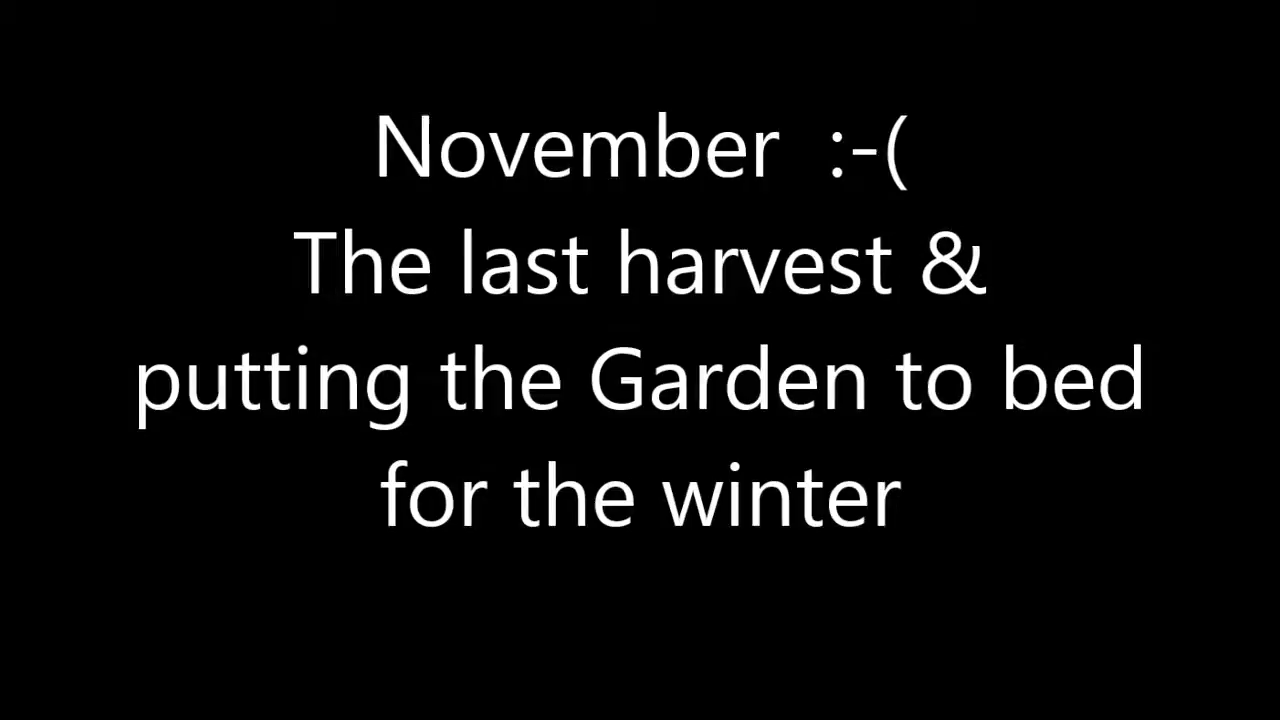 November  :-(
The last harvest &
putting the Garden to bed
for the winter